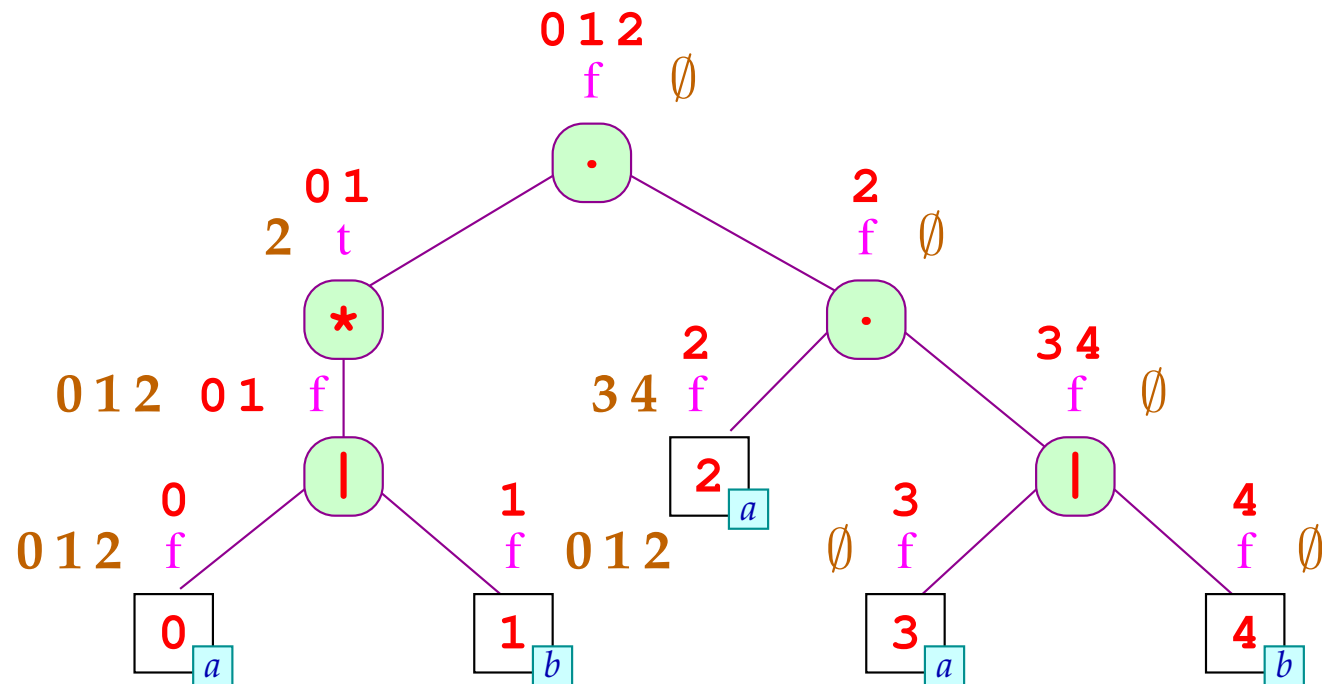 0 1 2
f ∅
.
0 1
2 t
2
f ∅
*
.
0 1 2 0 1 f
2
3 4 f
3 4
f ∅
|
2 a
|
0
0 1 2 f
1
f 0 1 2
3
∅ f
4
f ∅
0 a
1 b
3 a
4 b